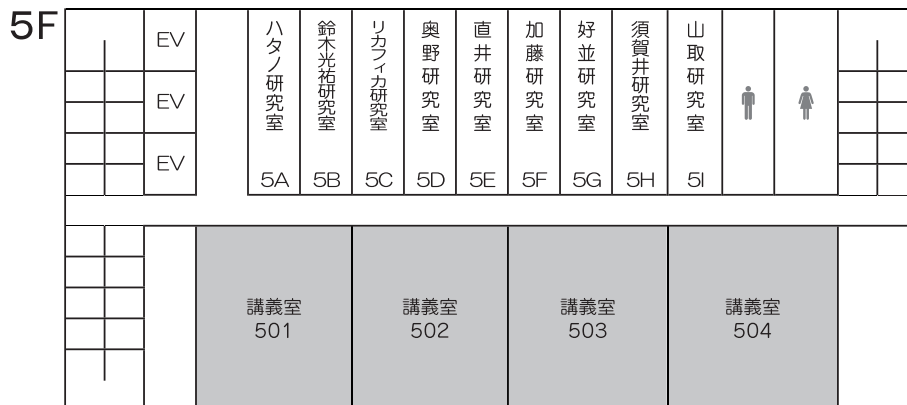 5F
EV
EV
EV
ハタノ研究室
5A
鈴木光祐研究室
5B
リカフィカ研究室
5C
奥野研究室
5D
直井研究室
5E
加藤研究室
5F
好並研究室
5G
須賀井研究室
5H
山取研究室
5I
講義室
501
講義室
502
講義室
503
講義室
504